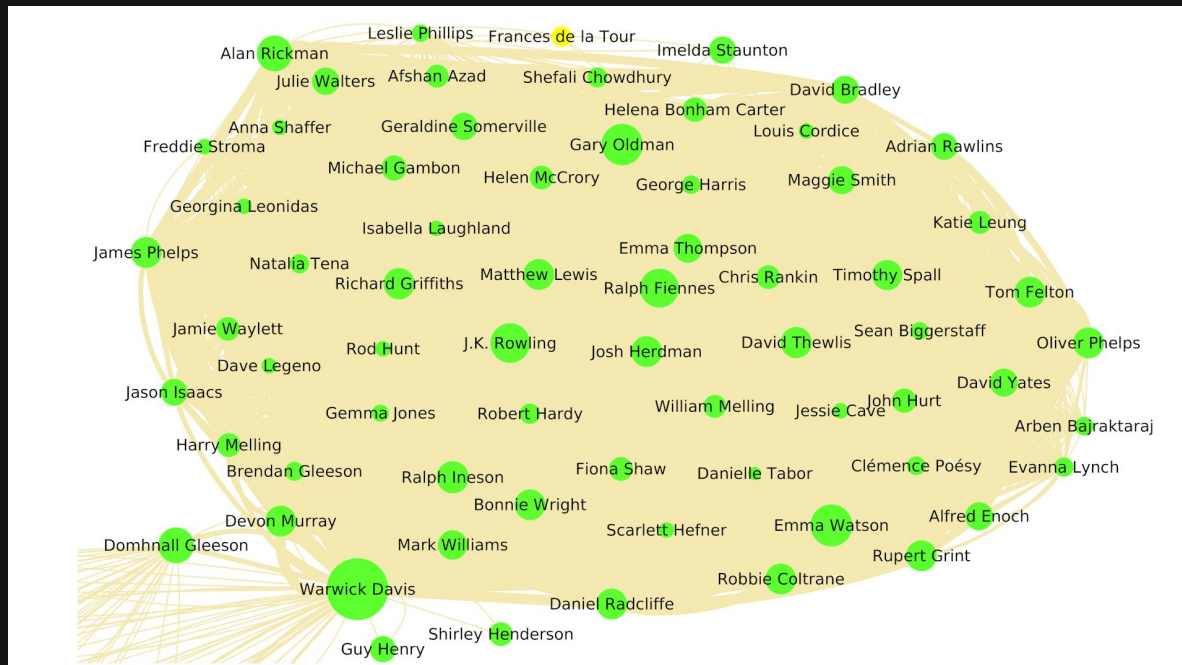 Leslie Phillips
Frances de la Tour
Alan Rickman
Imelda Staunton
Julie Walters
Afshan Azad
Shefali Chowdhury
David Bradley
Helena Bonham Carter
Anna Shaffer
Geraldine Somerville
Louis Cordice
Freddie Stroma
Gary Oldman
Adrian Rawlins
Michael Gambon
Helen McCrory
George Harris
Maggie Smith
Georgina Leonidas
Isabella Laughland
Katie Leung
James Phelps
Emma Thompson
Natalia Tena
Richard Griffiths
Matthew Lewis
Ralph Fiennes
Chris Rankin
Timothy Spall
Tom Felton
Jamie Waylett
Rod Hunt
J.K. Rowling
Josh Herdman
David Thewlis
Sean Biggerstaff
Oliver Phelps
Dave Legeno
Jason Isaacs
David Yates
Gemma Jones
Robert Hardy
William Melling
Jessie Cave
John Hurt
Arben Bajraktaraj
Harry Melling
Brendan Gleeson
Ralph Ineson
Fiona Shaw
Danielle Tabor
Clémence Poésy
Evanna Lynch
Bonnie Wright
Devon Murray
Scarlett Hefner
Emma Watson
Alfred Enoch
Domhnall Gleeson
Mark Williams
Rupert Grint
Warwick Davis
Daniel Radcliffe
Robbie Coltrane
Guy Henry
Shirley Henderson